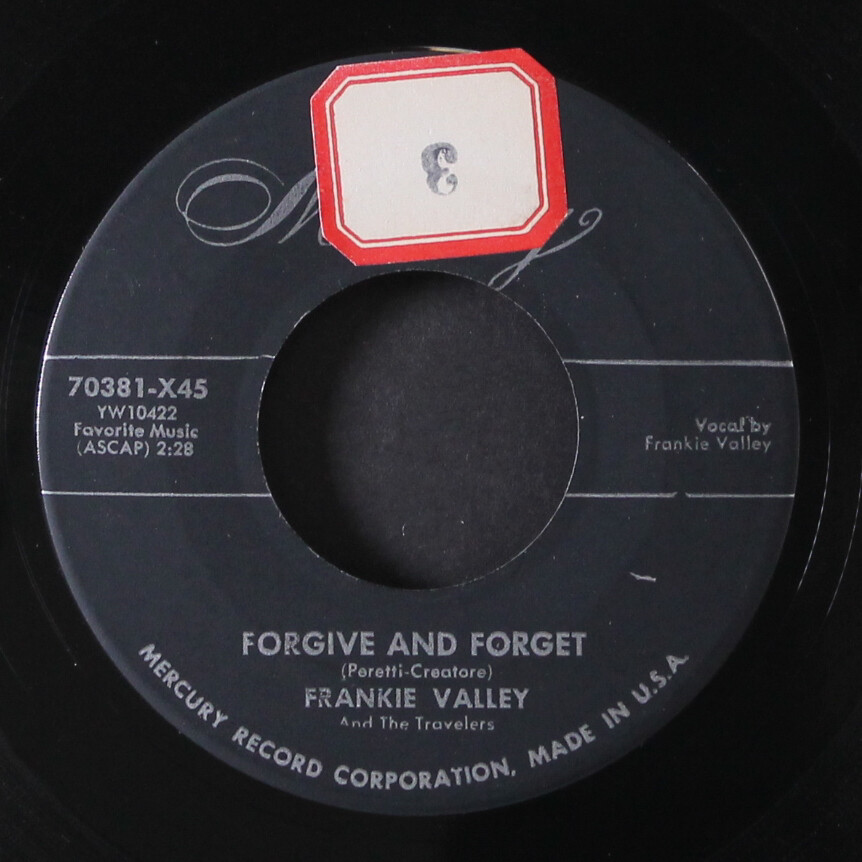 3
70381-X45
YW10422
Favorite Music
(ASCAP) 2:28
Vocal by
Frankie Valley
FORGIVE AND FORGET
(Peretti-Creatore)
FRANKIE VALLEY
And The Travelers
MERCURY RECORD CORPORATION, MADE IN U.S.A.